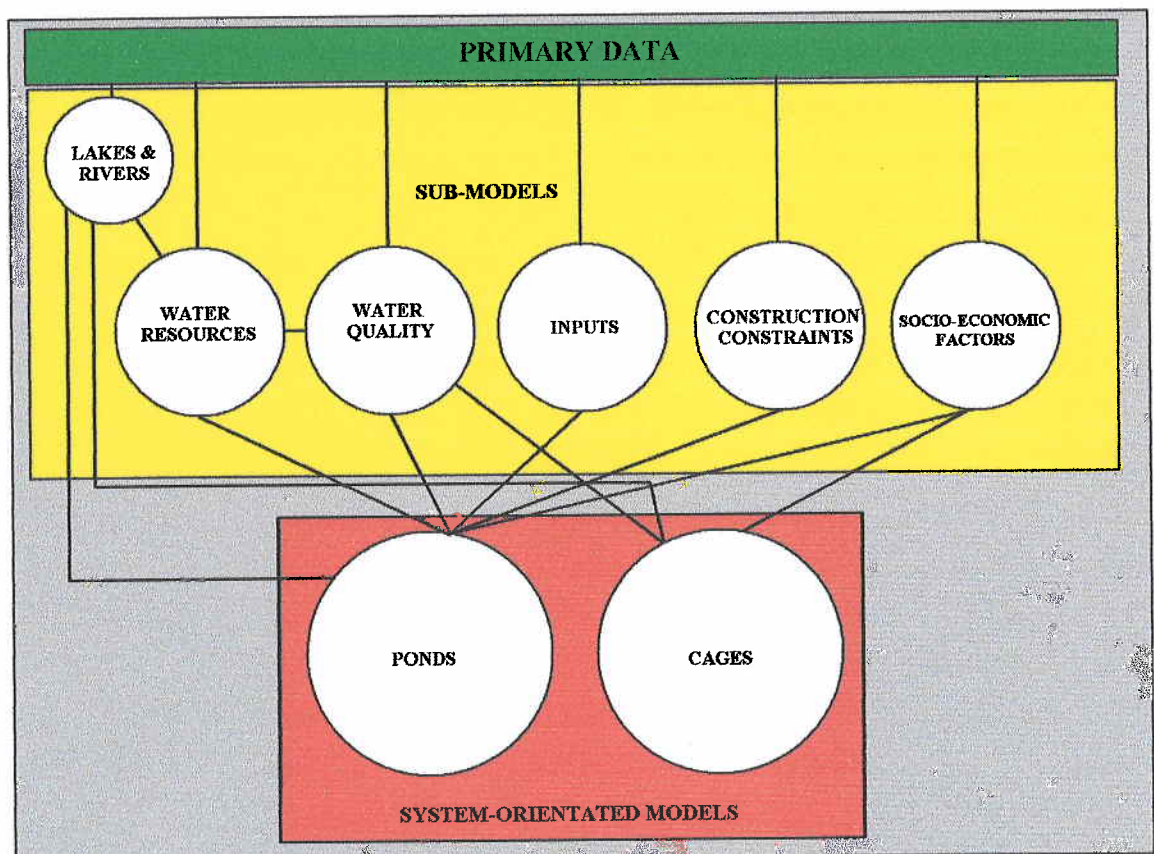 PRIMARY DATA
LAKES &
RIVERS
SUB-MODELS
WATER
RESOURCES
WATER
QUALITY
INPUTS
CONSTRUCTION
CONSTRAINTS
SOCIO-ECONOMIC
FACTORS
PONDS
CAGES
SYSTEM-ORIENTATED MODELS